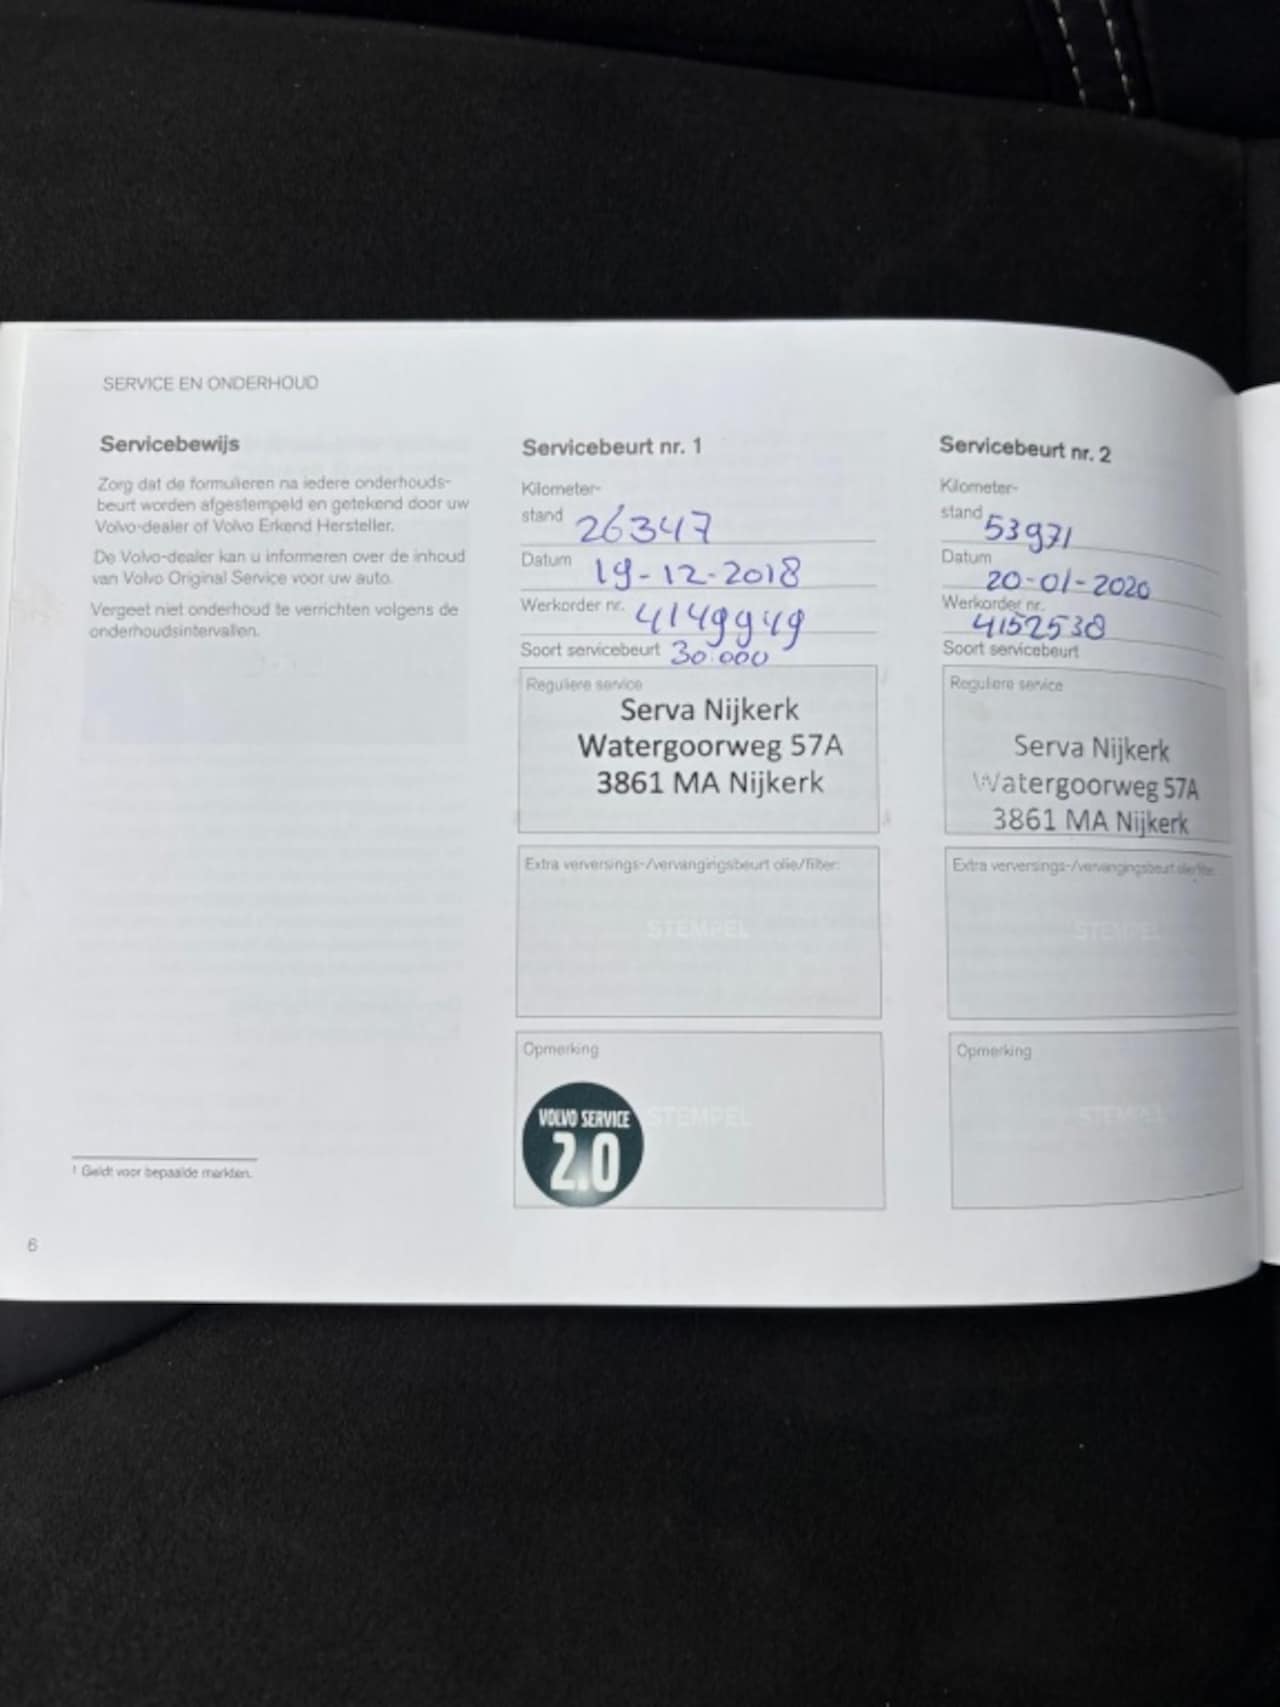 SERVICE EN ONDERHOUD
Servicebewijs
Zorg dat de formulieren na iedere onderhouds-
beurt worden afgestempeld en getekend door uw
Volvo-dealer of Volvo Erkend Hersteller.
De Volvo-dealer kan u informeren over de inhoud
van Volvo Original Service voor uw auto.
Vergeet niet onderhoud te verrichten volgens de
onderhoudsintervallen.
1 Geldt voor bepaalde markten.
6
Servicebeurt nr. 1
Kilometer-
stand 26347
Datum 19-12-2018
Werkorder nr. 4149949
Soort servicebeurt 30.000
Reguliere service
Serva Nijkerk
Watergoorweg 57A
3861 MA Nijkerk
Extra verversings-/vervangingsbeurt olie/filter:
STEMPEL
Opmerking
STEMPEL
VOLVO SERVICE
2.0
Servicebeurt nr. 2
Kilometer-
stand 53971
Datum
20-01-2020
Werkorder nr.
4152538
Soort servicebeurt
Reguliere service
Serva Nijkerk
Watergoorweg 57A
3861 MA Nijkerk
Extra verversings-/vervangingsbeurt olie/filter:
STEMPEL
Opmerking
STEMPEL